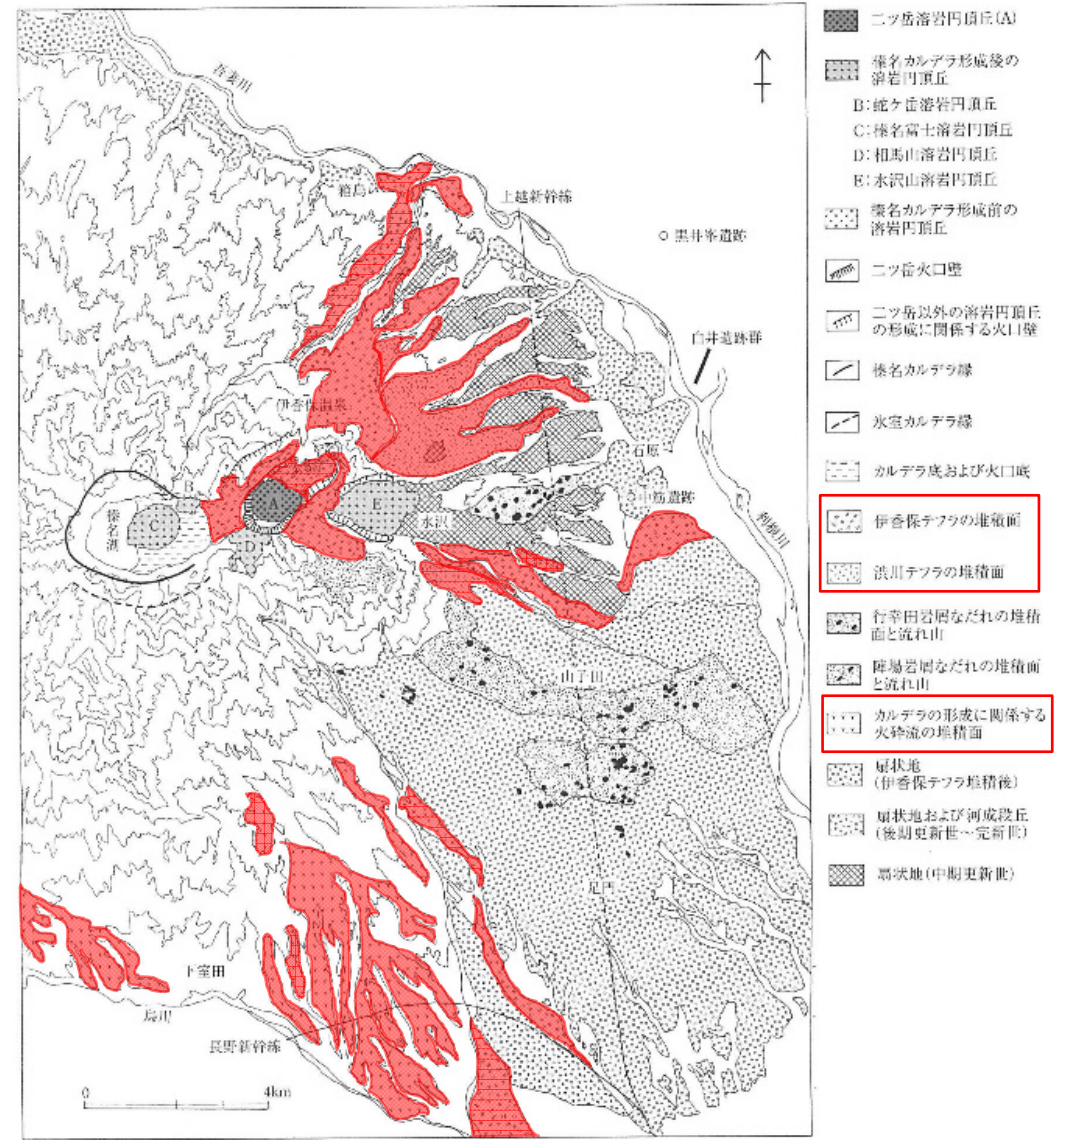 吾妻川
箱島
上越新幹線
黒井峯遺跡
白井遺跡群
伊香保温泉
石原
中筋遺跡
利根川
A
B
C
D
E
榛名湖
水沢
山子田
足門
下室田
烏川
長野新幹線
0
4km
二ツ岳溶岩円頂丘(A)
榛名カルデラ形成後の
溶岩円頂丘
B:蛇ケ岳溶岩円頂丘
C:榛名富士溶岩円頂丘
D:相馬山溶岩円頂丘
E:水沢山溶岩円頂丘
榛名カルデラ形成前の
溶岩円頂丘
二ツ岳火口壁
二ツ岳以外の溶岩円頂丘
の形成に関係する火口壁
榛名カルデラ縁
氷室カルデラ縁
カルデラ底および火口底
伊香保テフラの堆積面
渋川テフラの堆積面
行幸田岩屑なだれの堆積
面と流れ山
陣場岩屑なだれの堆積面
と流れ山
カルデラの形成に関係する
火砕流の堆積面
扇状地
(伊香保テフラ堆積後)
扇状地および河成段丘
(後期更新世〜完新世)
扇状地(中期更新世)